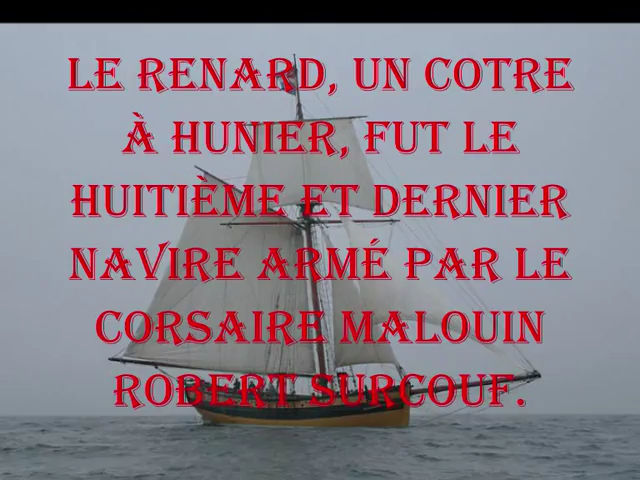 LE RENARD, UN COTRE
À HUNIER, FUT LE
HUITIÈME ET DERNIER
NAVIRE ARMÉ PAR LE
CORSAIRE MALOUIN
ROBERT SURCOUF.